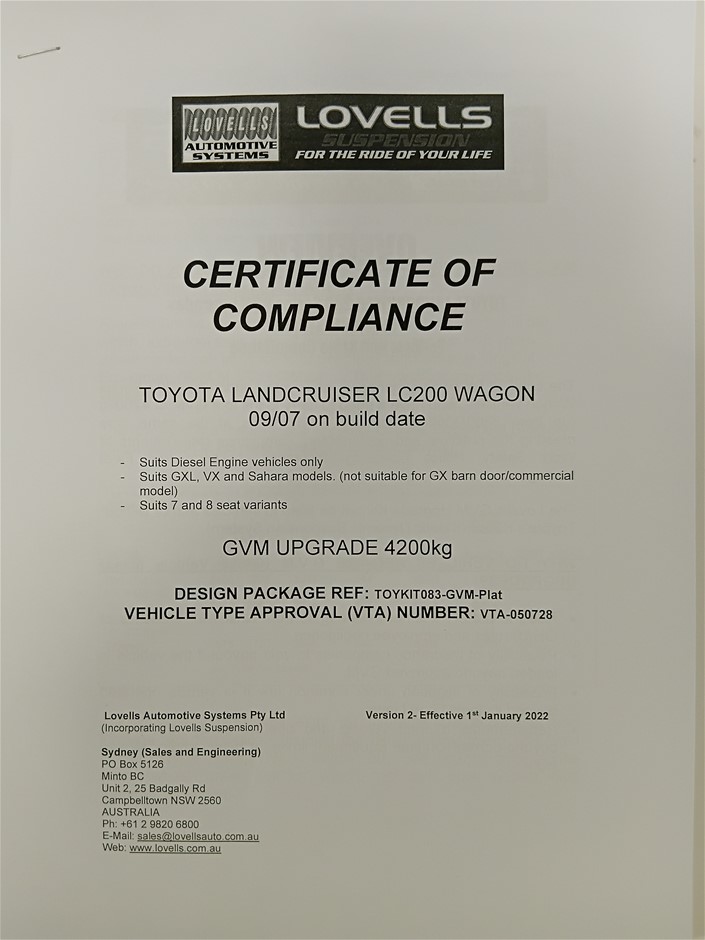 LOVELLS
AUTOMOTIVE
SYSTEMS
LOVELLS
SUSPENSION
FOR THE RIDE OF YOUR LIFE
CERTIFICATE OF
COMPLIANCE
TOYOTA LANDCRUISER LC200 WAGON
09/07 on build date
- Suits Diesel Engine vehicles only
- Suits GXL, VX and Sahara models. (not suitable for GX barn door/commercial
model)
- Suits 7 and 8 seat variants
GVM UPGRADE 4200kg
DESIGN PACKAGE REF: TOYKIT083-GVM-Plat
VEHICLE TYPE APPROVAL (VTA) NUMBER: VTA-050728
Lovells Automotive Systems Pty Ltd
(Incorporating Lovells Suspension)
Version 2- Effective 1st January 2022
Sydney (Sales and Engineering)
PO Box 5126
Minto BC
Unit 2, 25 Badgally Rd
Campbelltown NSW 2560
AUSTRALIA
Ph: +61 2 9820 6800
E-Mail: sales@lovellsauto.com.au
Web: www.lovells.com.au